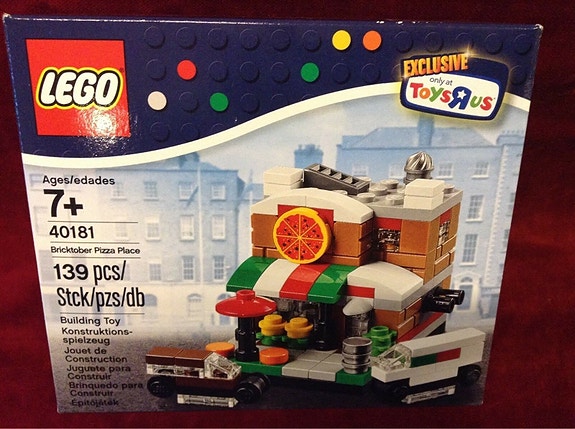 LEGO
EXCLUSIVE
only at
ToysRus
Ages/edades
7+
40181
Bricktober Pizza Place
139 pcs/
Stck/pzs/db
Building Toy
Konstruktions-
spielzeug
Jouet de
Construction
Juguete para
Construir
Brinquedo para
Construir
Építőjáték